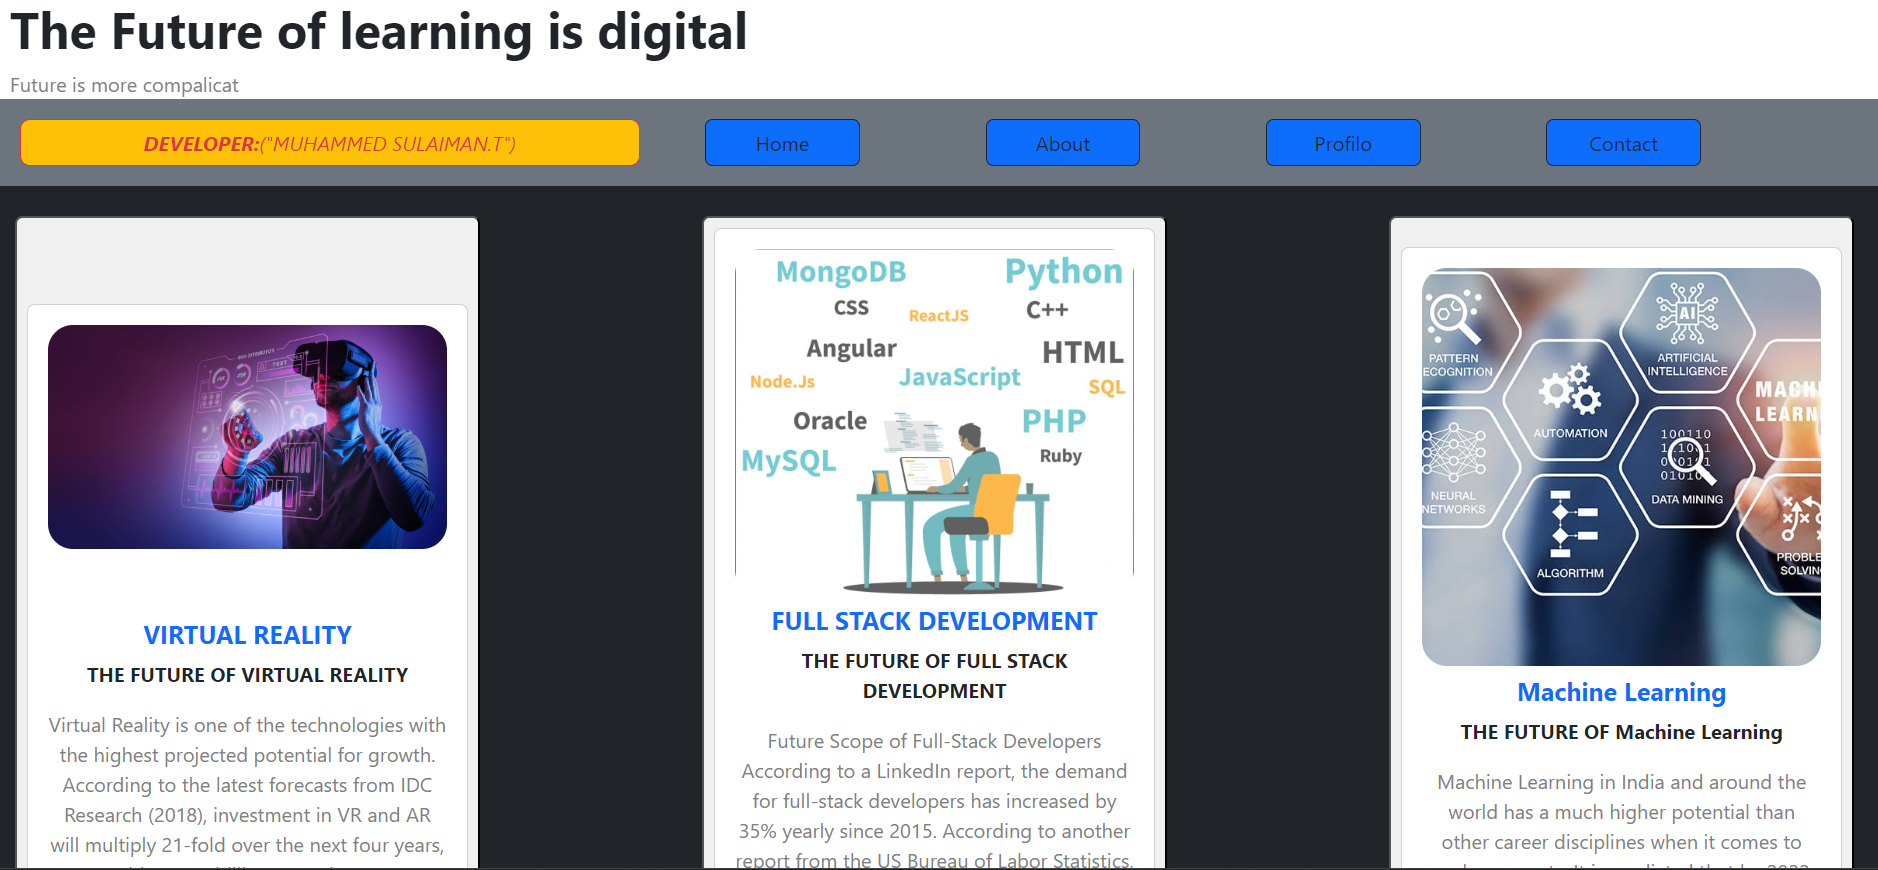 The Future of learning is digital
Future is more compalicat
DEVELOPER:("MUHAMMED SULAIMAN.T")
Home
About
Profilo
Contact
VIRTUAL REALITY
THE FUTURE OF VIRTUAL REALITY
Virtual Reality is one of the technologies with
the highest projected potential for growth.
According to the latest forecasts from IDC
Research (2018), investment in VR and AR
will multiply 21-fold over the next four years,
MongoDB
Python
CSS
ReactJS
C++
Angular
HTML
Node.Js
JavaScript
SQL
Oracle
PHP
MySQL
Ruby
FULL STACK DEVELOPMENT
THE FUTURE OF FULL STACK
DEVELOPMENT
Future Scope of Full-Stack Developers
According to a LinkedIn report, the demand
for full-stack developers has increased by
35% yearly since 2015. According to another
report from the US Bureau of Labor Statistics,
PATTERN
ECOGNITION
ARTIFICIAL
INTELLIGENCE
AI
MACH
LEARN
AUTOMATION
100110
NEURAL
NETWORKS
DATA MINING
ALGORITHM
PROBLE
SOLVIN
Machine Learning
THE FUTURE OF Machine Learning
Machine Learning in India and around the
world has a much higher potential than
other career disciplines when it comes to